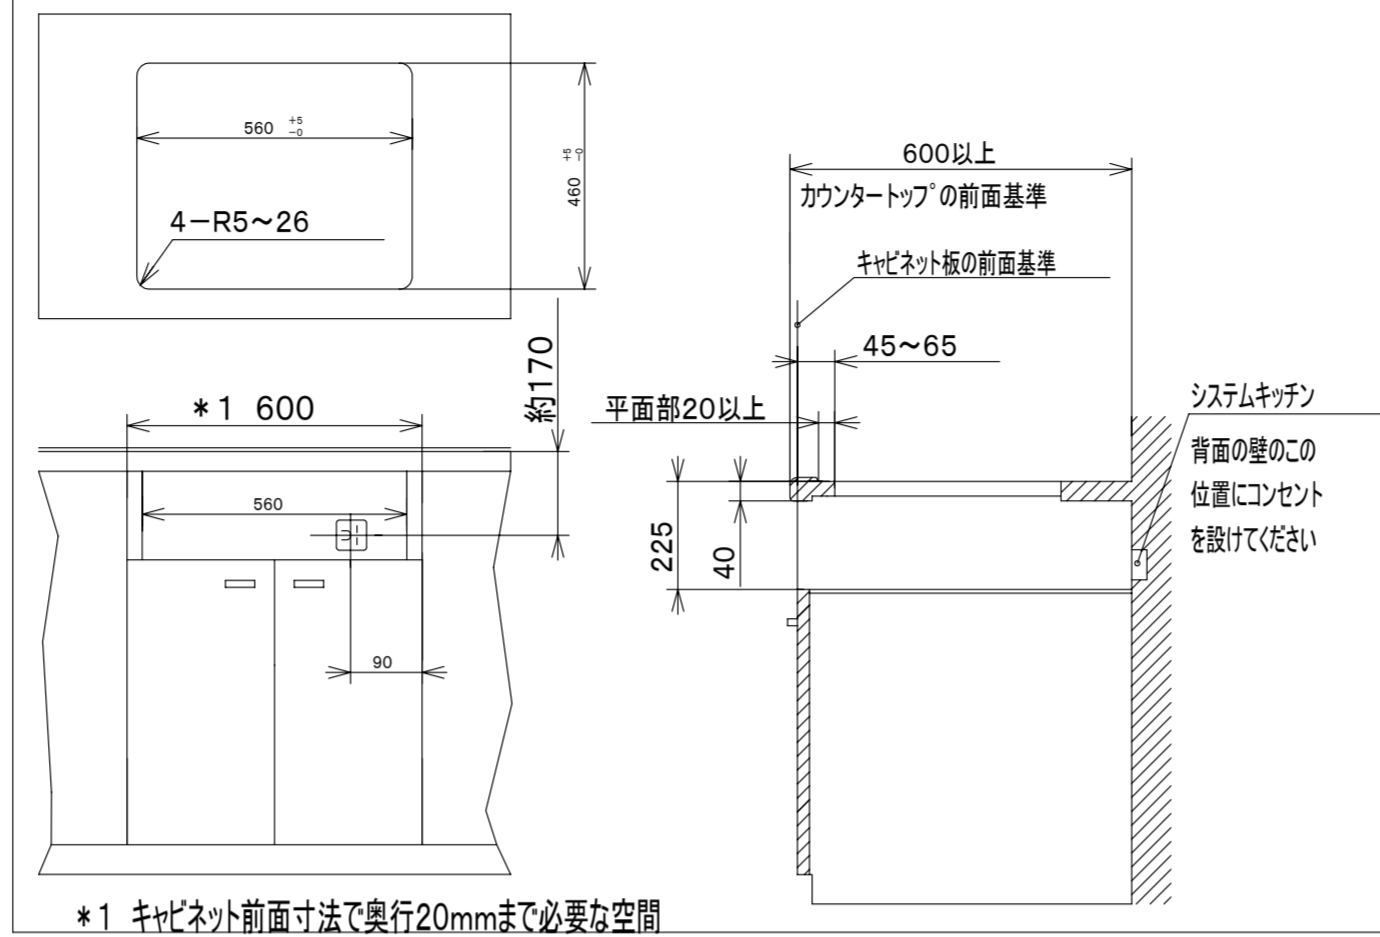 560 +5 -0
460 +5 -0
4-R5～26
約170
*1 600
560
90
600以上
カウンタートップの前面基準
キャビネット板の前面基準
45～65
平面部20以上
225
40
システムキッチン
背面の壁のこの
位置にコンセント
を設けてください
*1 キャビネット前面寸法で奥行20mmまで必要な空間